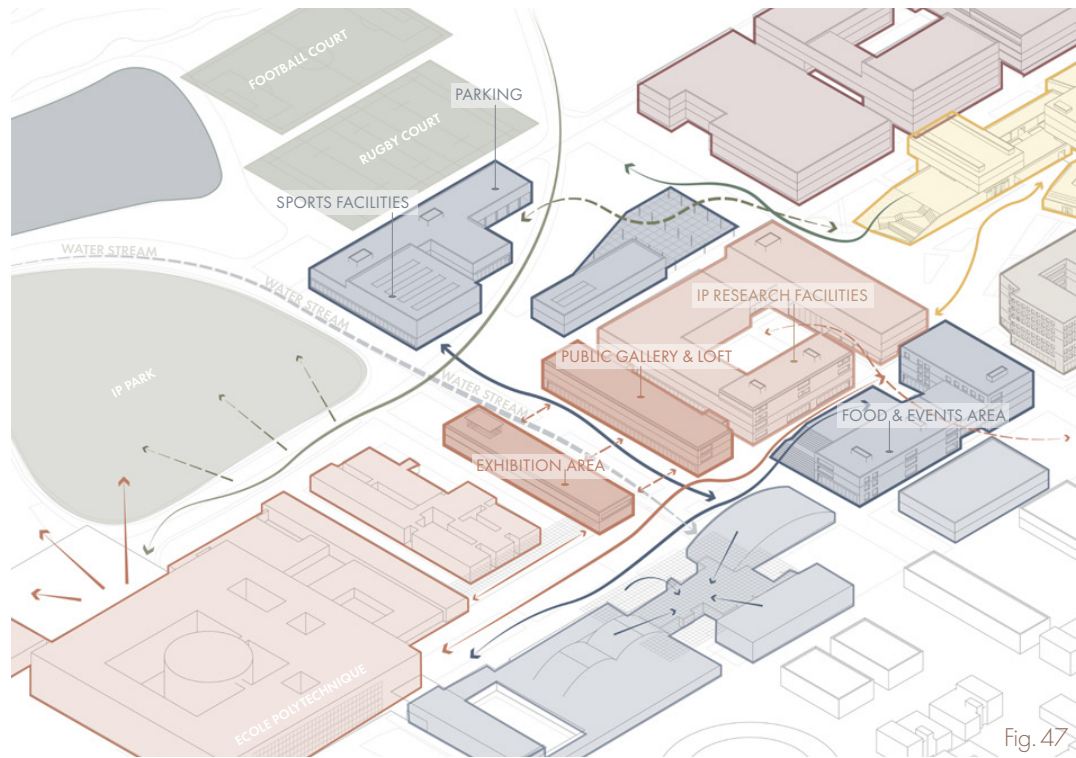 FOOTBALL COURT
PARKING
RUGBY COURT
SPORTS FACILITIES
WATER STREAM
WATER STREAM
IP RESEARCH FACILITIES
PUBLIC GALLERY & LOFT
IP PARK
WATER STREAM
FOOD & EVENTS AREA
EXHIBITION AREA
ECOLE POLYTECHNIQUE
Fig. 47